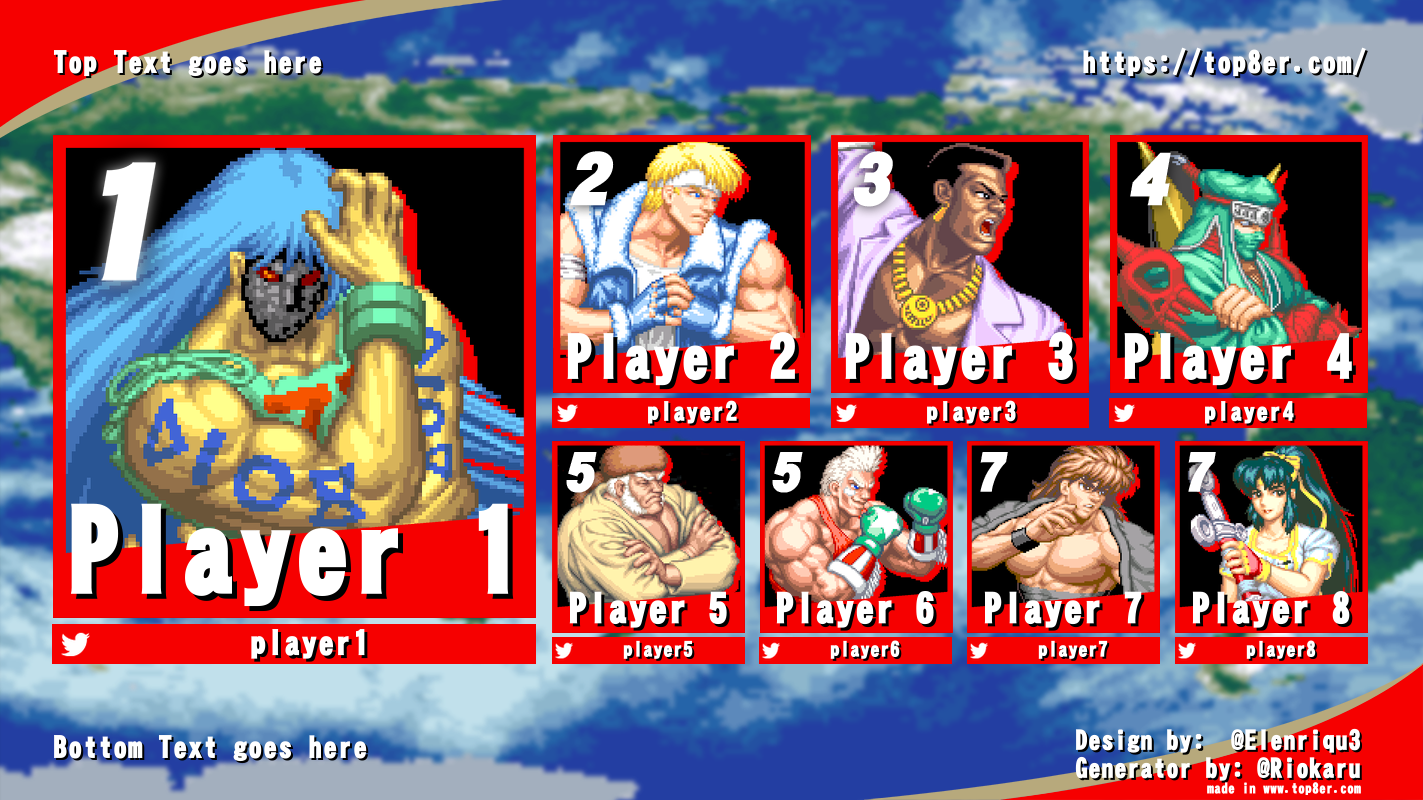 Top Text goes here
https://top8er.com/
1
Player 1
player1
2
Player 2
player2
3
Player 3
player3
4
Player 4
player4
5
Player 5
player5
5
Player 6
player6
7
Player 7
player7
7
Player 8
player8
Bottom Text goes here
Design by: @Elenriqu3
Generator by: @Riokaru
made in www.top8er.com